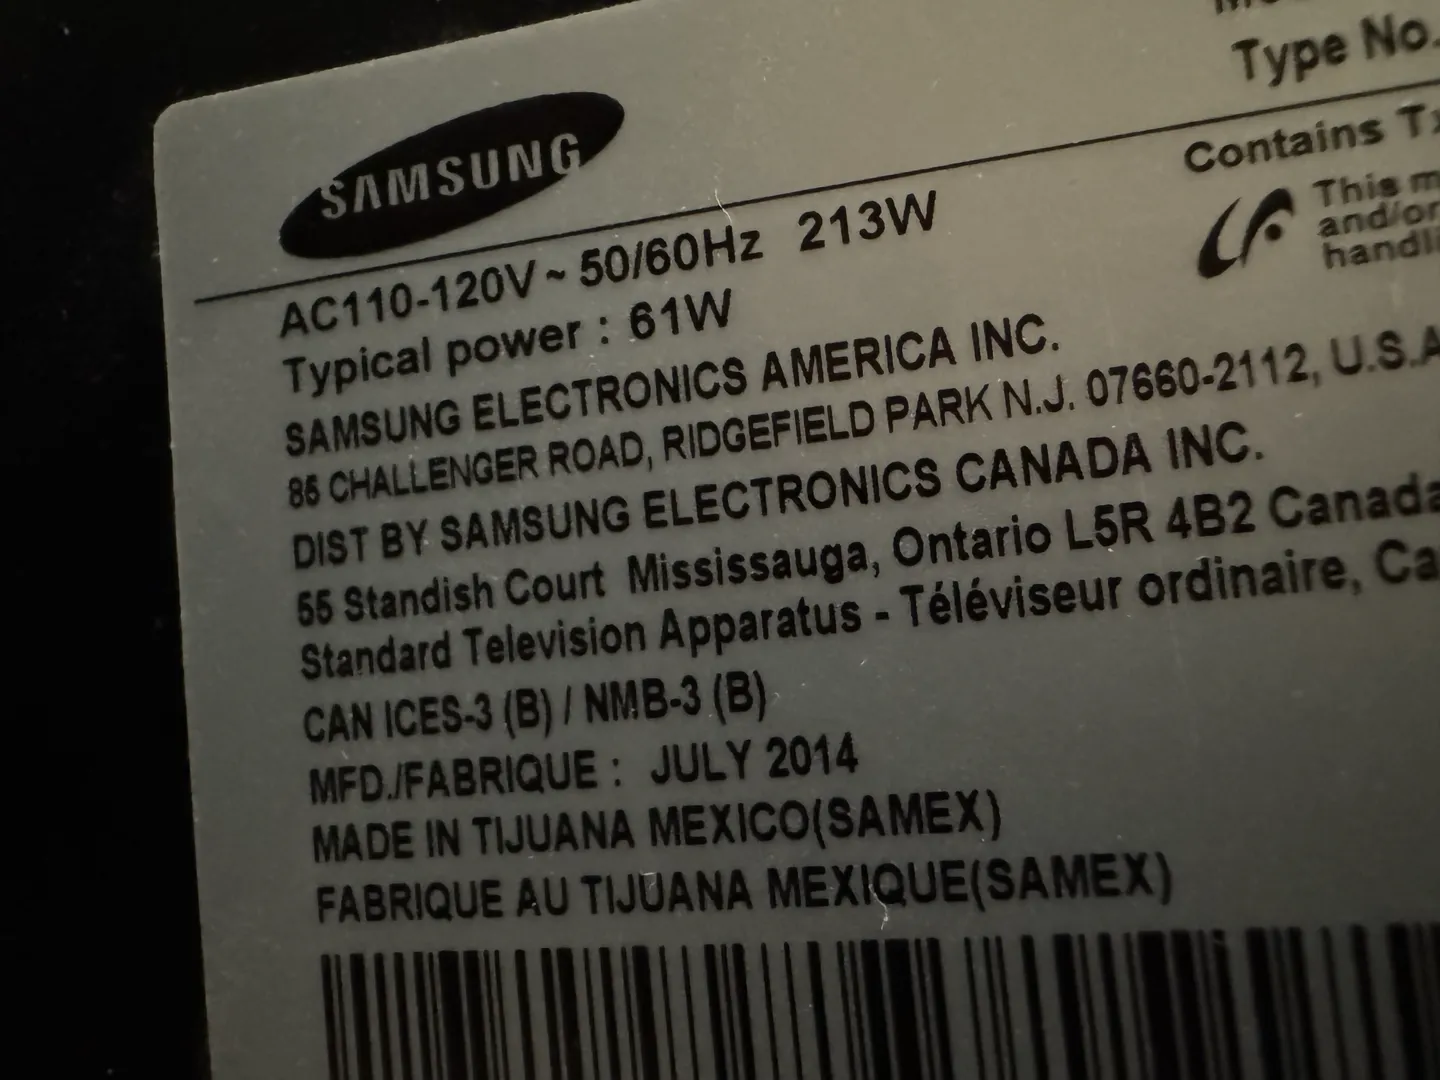 SAMSUNG
Type No.
AC110-120V ~ 50/60Hz 213W
Typical power : 61W
SAMSUNG ELECTRONICS AMERICA INC.
85 CHALLENGER ROAD, RIDGEFIELD PARK N.J. 07660-2112, U.S.A
DIST BY SAMSUNG ELECTRONICS CANADA INC.
55 Standish Court Mississauga, Ontario L5R 4B2 Canada
Standard Television Apparatus - Téléviseur ordinaire, Ca
CAN ICES-3 (B) / NMB-3 (B)
MFD./FABRIQUE : JULY 2014
MADE IN TIJUANA MEXICO(SAMEX)
FABRIQUE AU TIJUANA MEXIQUE(SAMEX)
Contains
This
and/or
handli